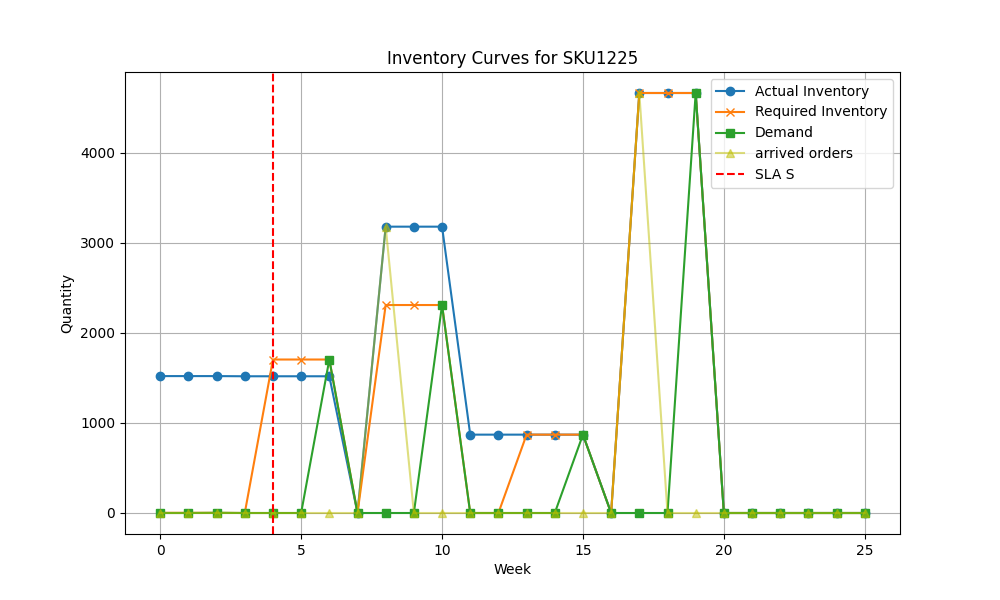 Inventory Curves for SKU1225
Actual Inventory
Required Inventory
Demand
arrived orders
SLA S
Quantity
4000
3000
2000
1000
0
0 5 10 15 20 25
Week